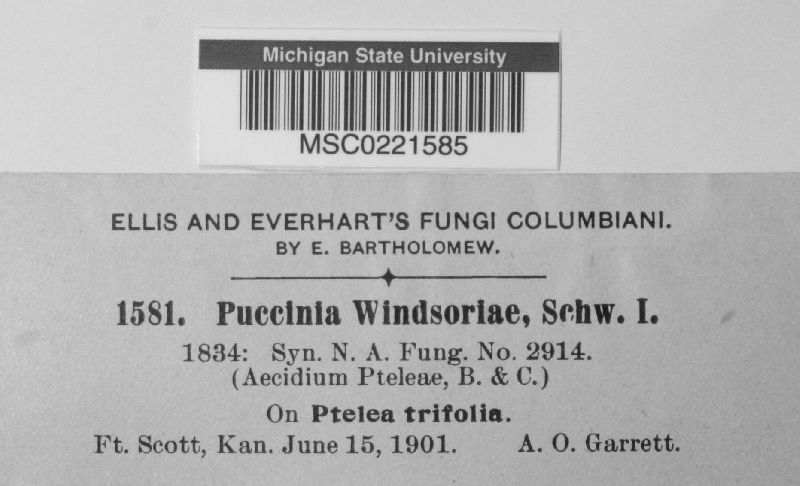 Michigan State University
MSC0221585
ELLIS AND EVERHART'S FUNGI COLUMBIANI.
BY E. BARTHOLOMEW.
1581. Puccinia Windsoriae, Schw. I.
1834: Syn. N. A. Fung. No. 2914.
(Aecidium Pteleae, B. & C.)
On Ptelea trifolia.
Ft. Scott, Kan. June 15, 1901. A. O. Garrett.